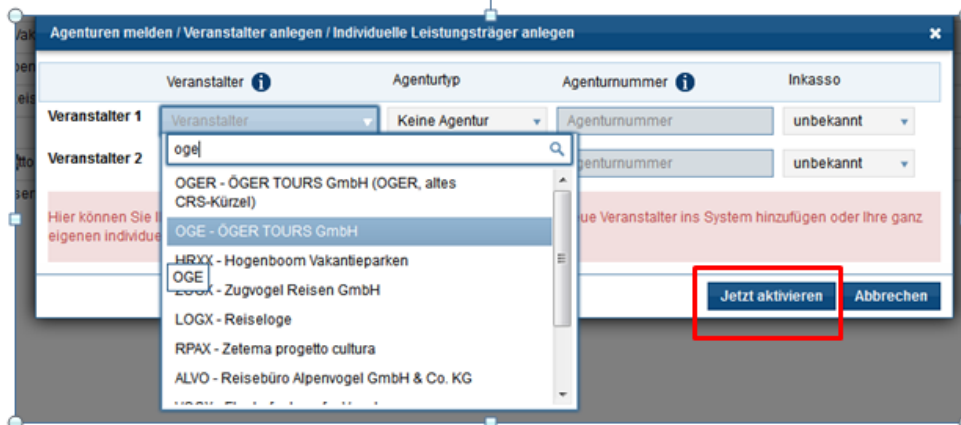 Agenturen melden / Veranstalter anlegen / Individuelle Leistungsträger anlegen
Veranstalter
Agenturtyp
Agenturnummer
Inkasso
Veranstalter 1
Veranstalter
Keine Agentur
Agenturnummer
unbekannt
Veranstalter 2
oge
genturnummer
unbekannt
OGER - ÖGER TOURS GmbH (OGER, altes
CRS-Kürzel)
OGE - ÖGER TOURS GmbH
HRXX - Hogenboom Vakantieparken
OGE
- Zugvogel Reisen GmbH
LOGX - Reiseloge
RPAX - Zetema progetto cultura
ALVO - Reisebüro Alpenvogel GmbH & Co. KG
Hier können Sie
ue Veranstalter ins System hinzufügen oder Ihre ganz
eigenen individue
Jetzt aktivieren
Abbrechen